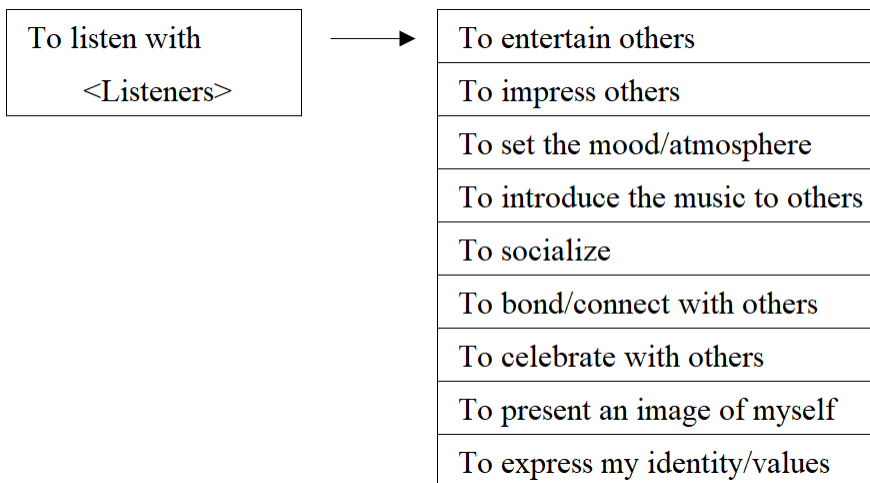 To listen with
<Listeners>
To entertain others
To impress others
To set the mood/atmosphere
To introduce the music to others
To socialize
To bond/connect with others
To celebrate with others
To present an image of myself
To express my identity/values